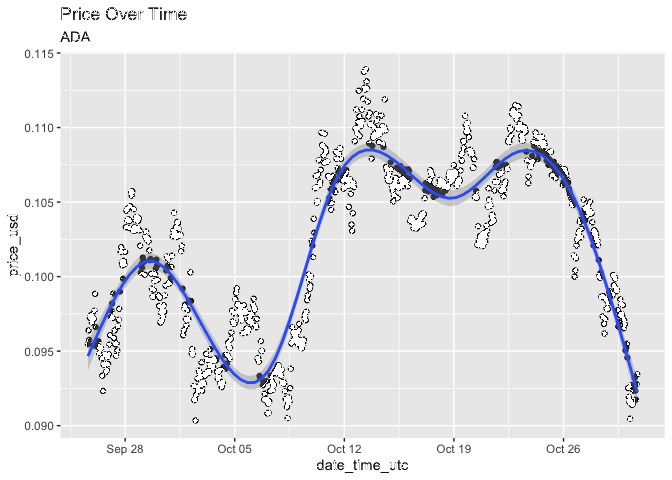 Price Over Time
ADA
0.115
0.110
0.105
0.100
0.095
0.090
price_usd
Sep 28
Oct 05
Oct 12
Oct 19
Oct 26
date_time_utc